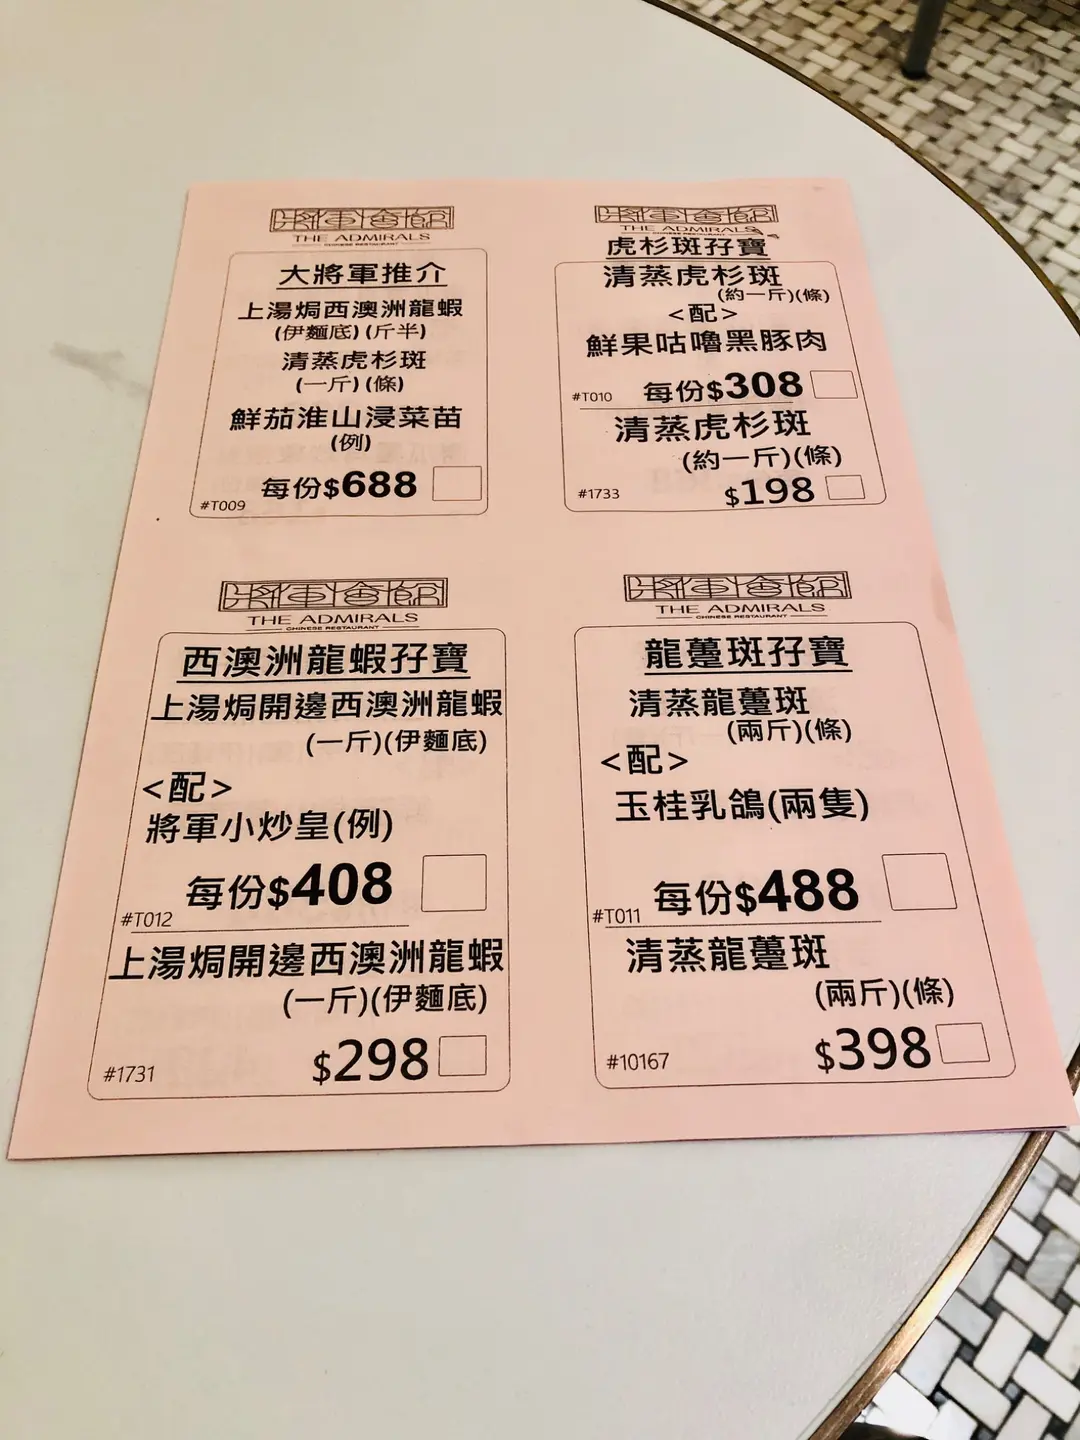 將軍會館
THE ADMIRALS
CHINESE RESTAURANT
大將軍推介
上湯焗西澳洲龍蝦
(伊麵底)(斤半)
清蒸虎杉斑
(一斤)(條)
鮮茄淮山浸菜苗
(例)
每份$688
#T009
將軍會館
THE ADMIRALS
CHINESE RESTAURANT
虎杉斑孖寶
清蒸虎杉斑
(約一斤)(條)
<配>
鮮果咕嚕黑豚肉
#T010 每份$308
清蒸虎杉斑
(約一斤)(條)
#1733 $198
將軍會館
THE ADMIRALS
CHINESE RESTAURANT
西澳洲龍蝦孖寶
上湯焗開邊西澳洲龍蝦
(一斤)(伊麵底)
<配>
將軍小炒皇(例)
每份$408
#T012
上湯焗開邊西澳洲龍蝦
(一斤)(伊麵底)
#1731 $298
將軍會館
THE ADMIRALS
CHINESE RESTAURANT
龍躉斑孖寶
清蒸龍躉斑
(兩斤)(條)
<配>
玉桂乳鴿(兩隻)
#T011 每份$488
清蒸龍躉斑
(兩斤)(條)
#10167 $398